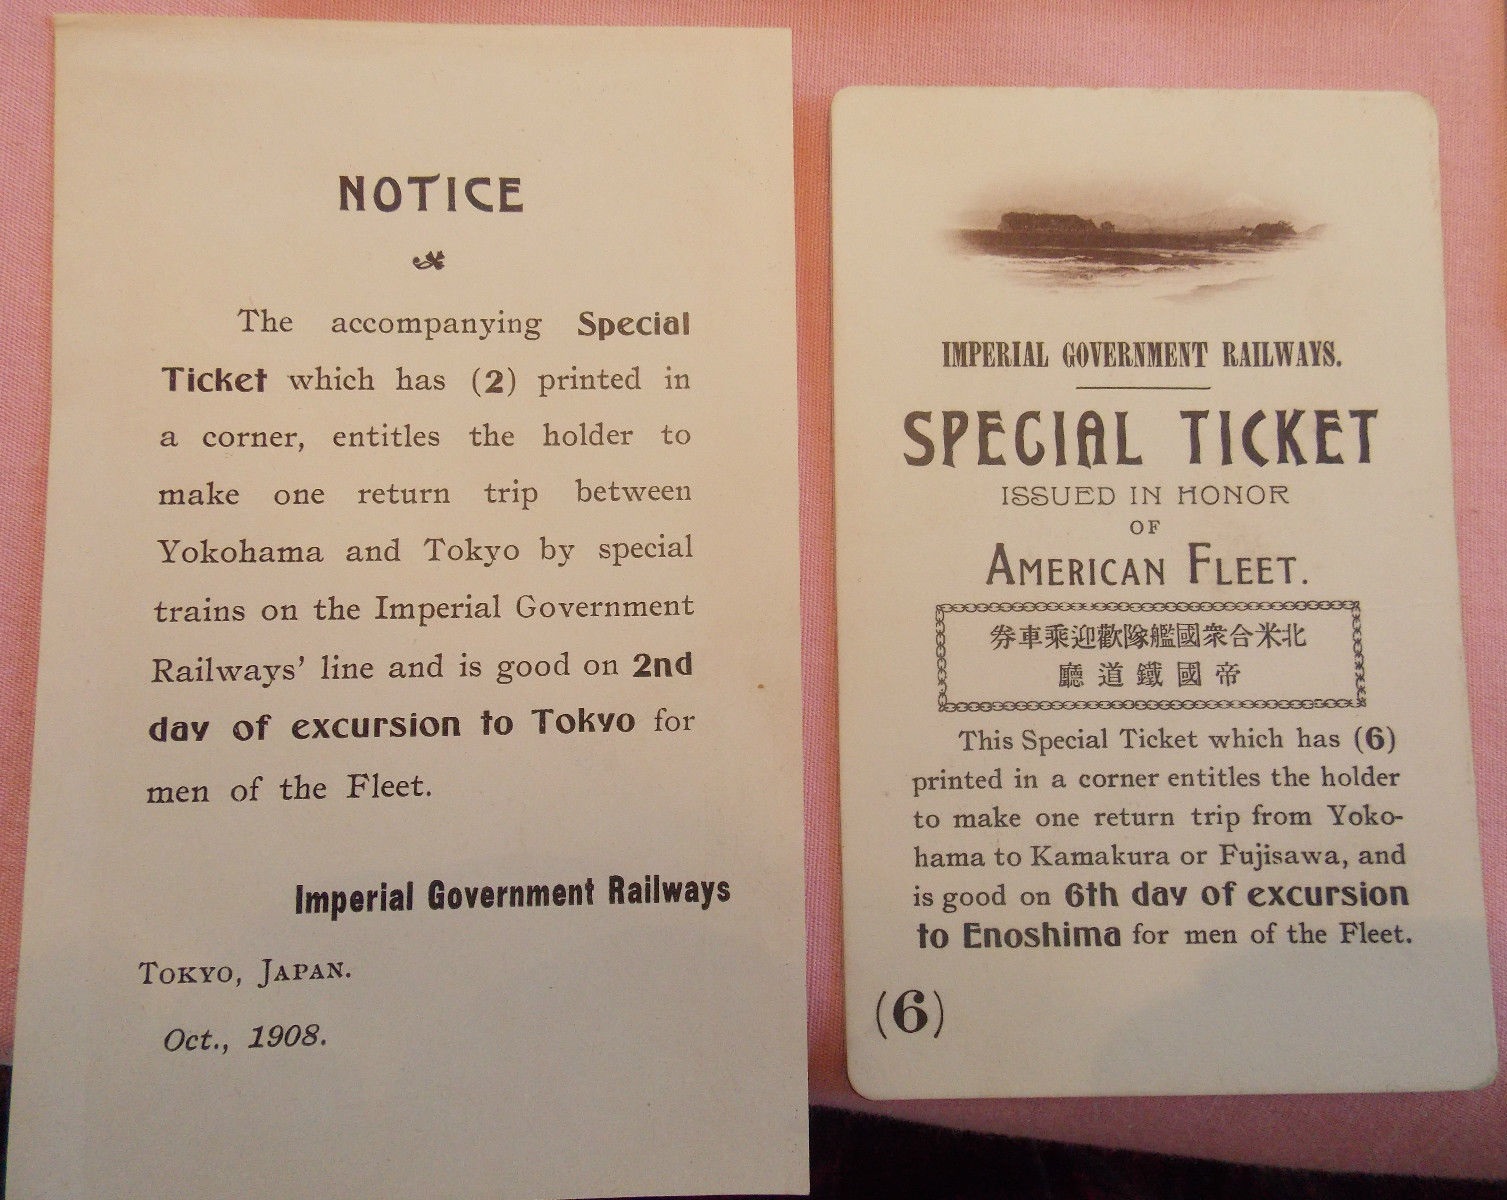 NOTICE
The accompanying Special
Ticket which has (2) printed in
a corner, entitles the holder to
make one return trip between
Yokohama and Tokyo by special
trains on the Imperial Government
Railways' line and is good on 2nd
day of excursion to Tokyo for
men of the Fleet.
Imperial Government Railways
TOKYO, JAPAN.
Oct., 1908.
IMPERIAL GOVERNMENT RAILWAYS.
SPECIAL TICKET
ISSUED IN HONOR
OF
AMERICAN FLEET.
券車乘迎歡隊艦國衆合米北
廳道鐵國帝
This Special Ticket which has (6)
printed in a corner entitles the holder
to make one return trip from Yoko-
hama to Kamakura or Fujisawa, and
is good on 6th day of excursion
to Enoshima for men of the Fleet.
(6)